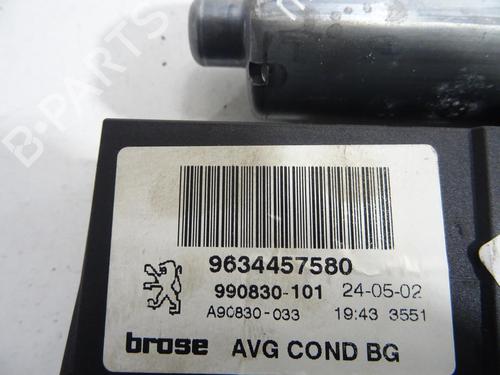 B-PARTS
9634457580
990830-101 24-05-02
A90830-033 19:43 3551
brose AVG COND BG